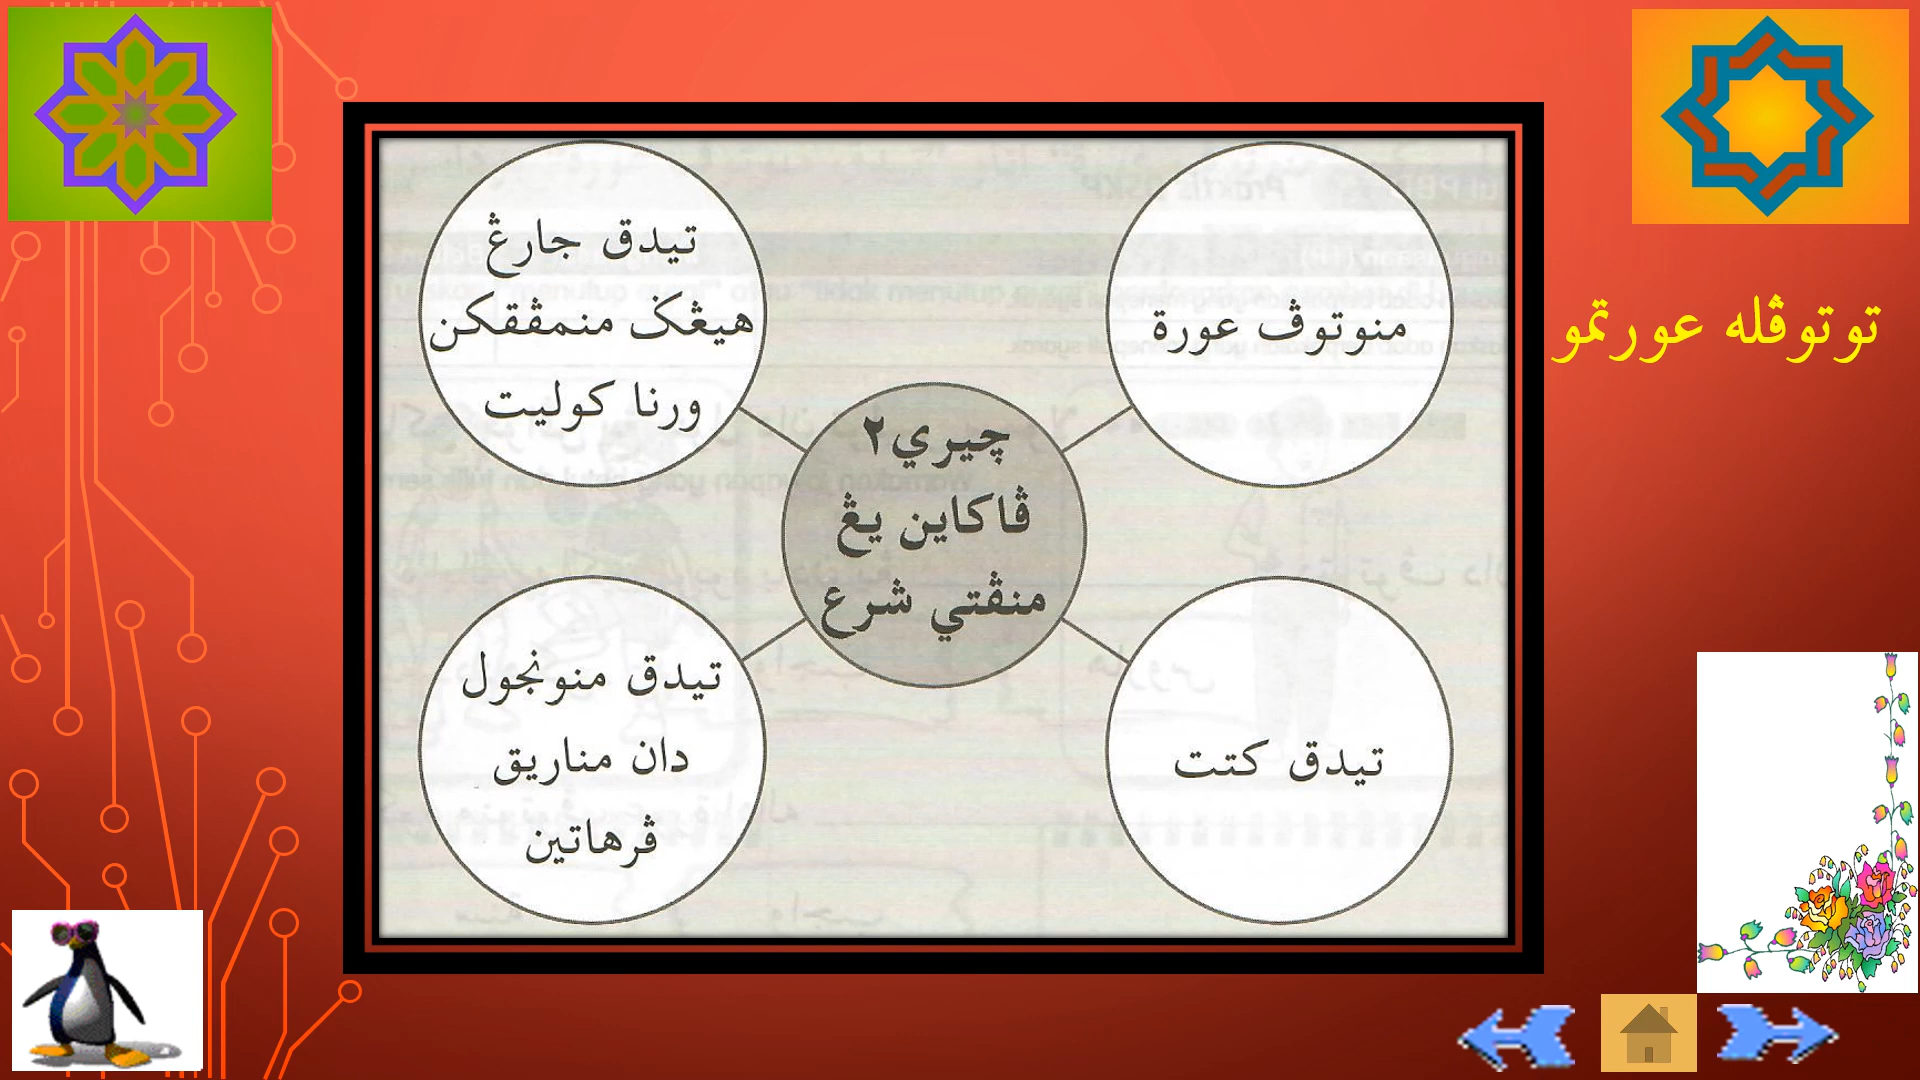 توتوڤله عورتمو
چيري٢
ڤاکاين يڠ
منڤتي شرع
منوتوڤ عورة
تيدق جارڠ
هيڠݢ منمڤقکن
ورنا کوليت
تيدق کتت
تيدق منونجول
دان مناريق
ڤرهاتين